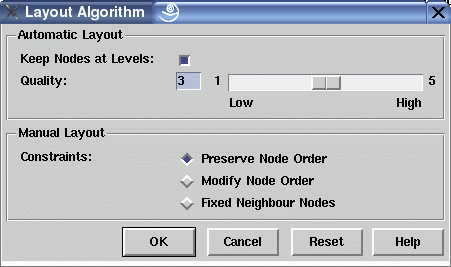 Layout Algorithm
Automatic Layout
Keep Nodes at Levels:
Quality: 3 1 5
Low High
Manual Layout
Constraints: Preserve Node Order
Modify Node Order
Fixed Neighbour Nodes
OK Cancel Reset Help